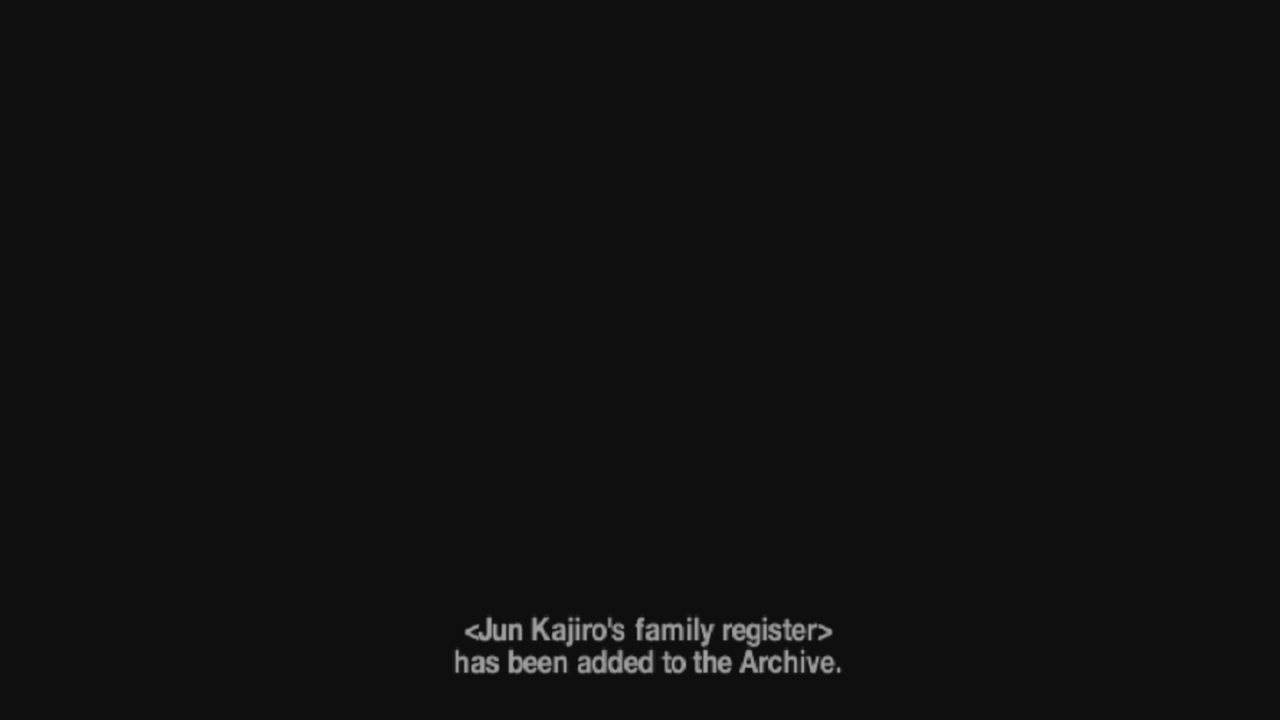 <Jun Kajiro's family register>
has been added to the Archive.